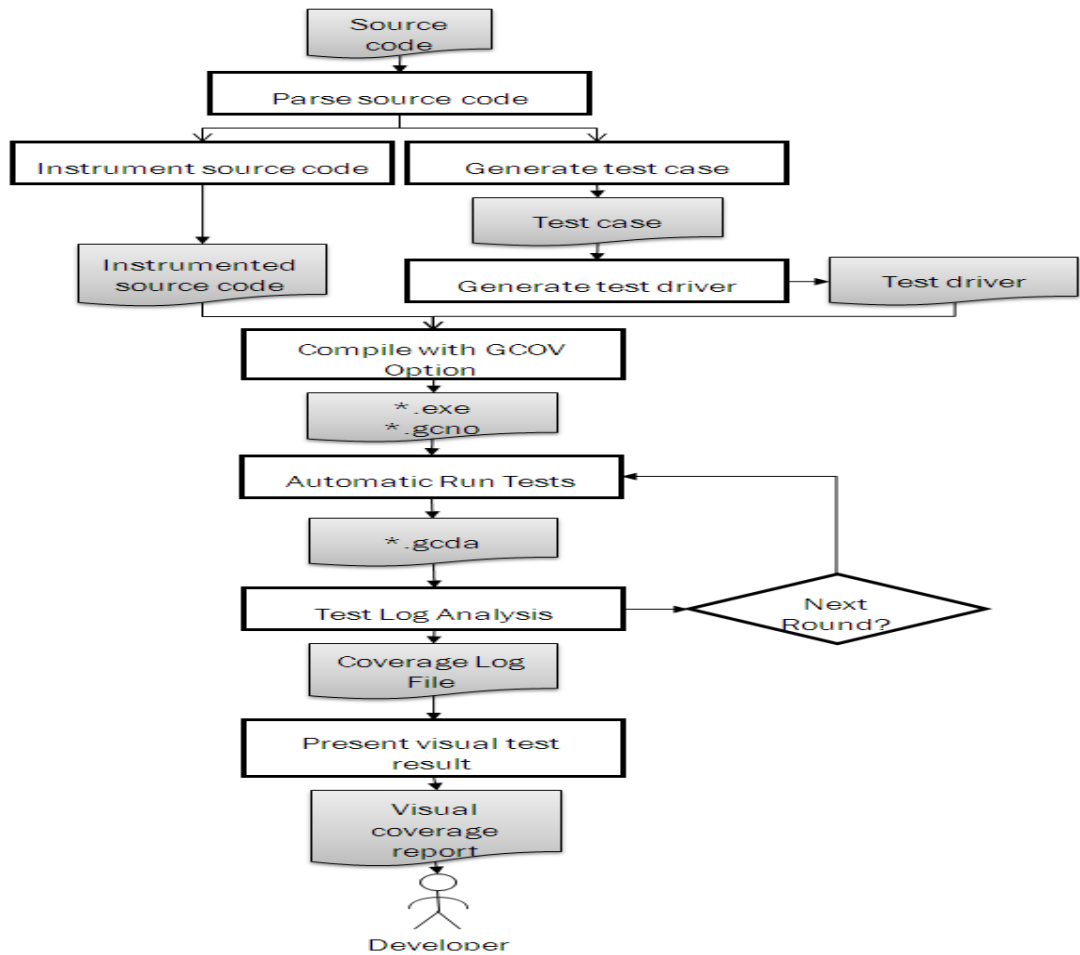 Source
code
Parse source code
Instrument source code
Generate test case
Test case
Instrumented
source code
Generate test driver
Test driver
Compile with GCOV
Option
*.exe
*.gcno
Automatic Run Tests
*.gcda
Test Log Analysis
Next
Round?
Coverage Log
File
Present visual test
result
Visual
coverage
report
Developer